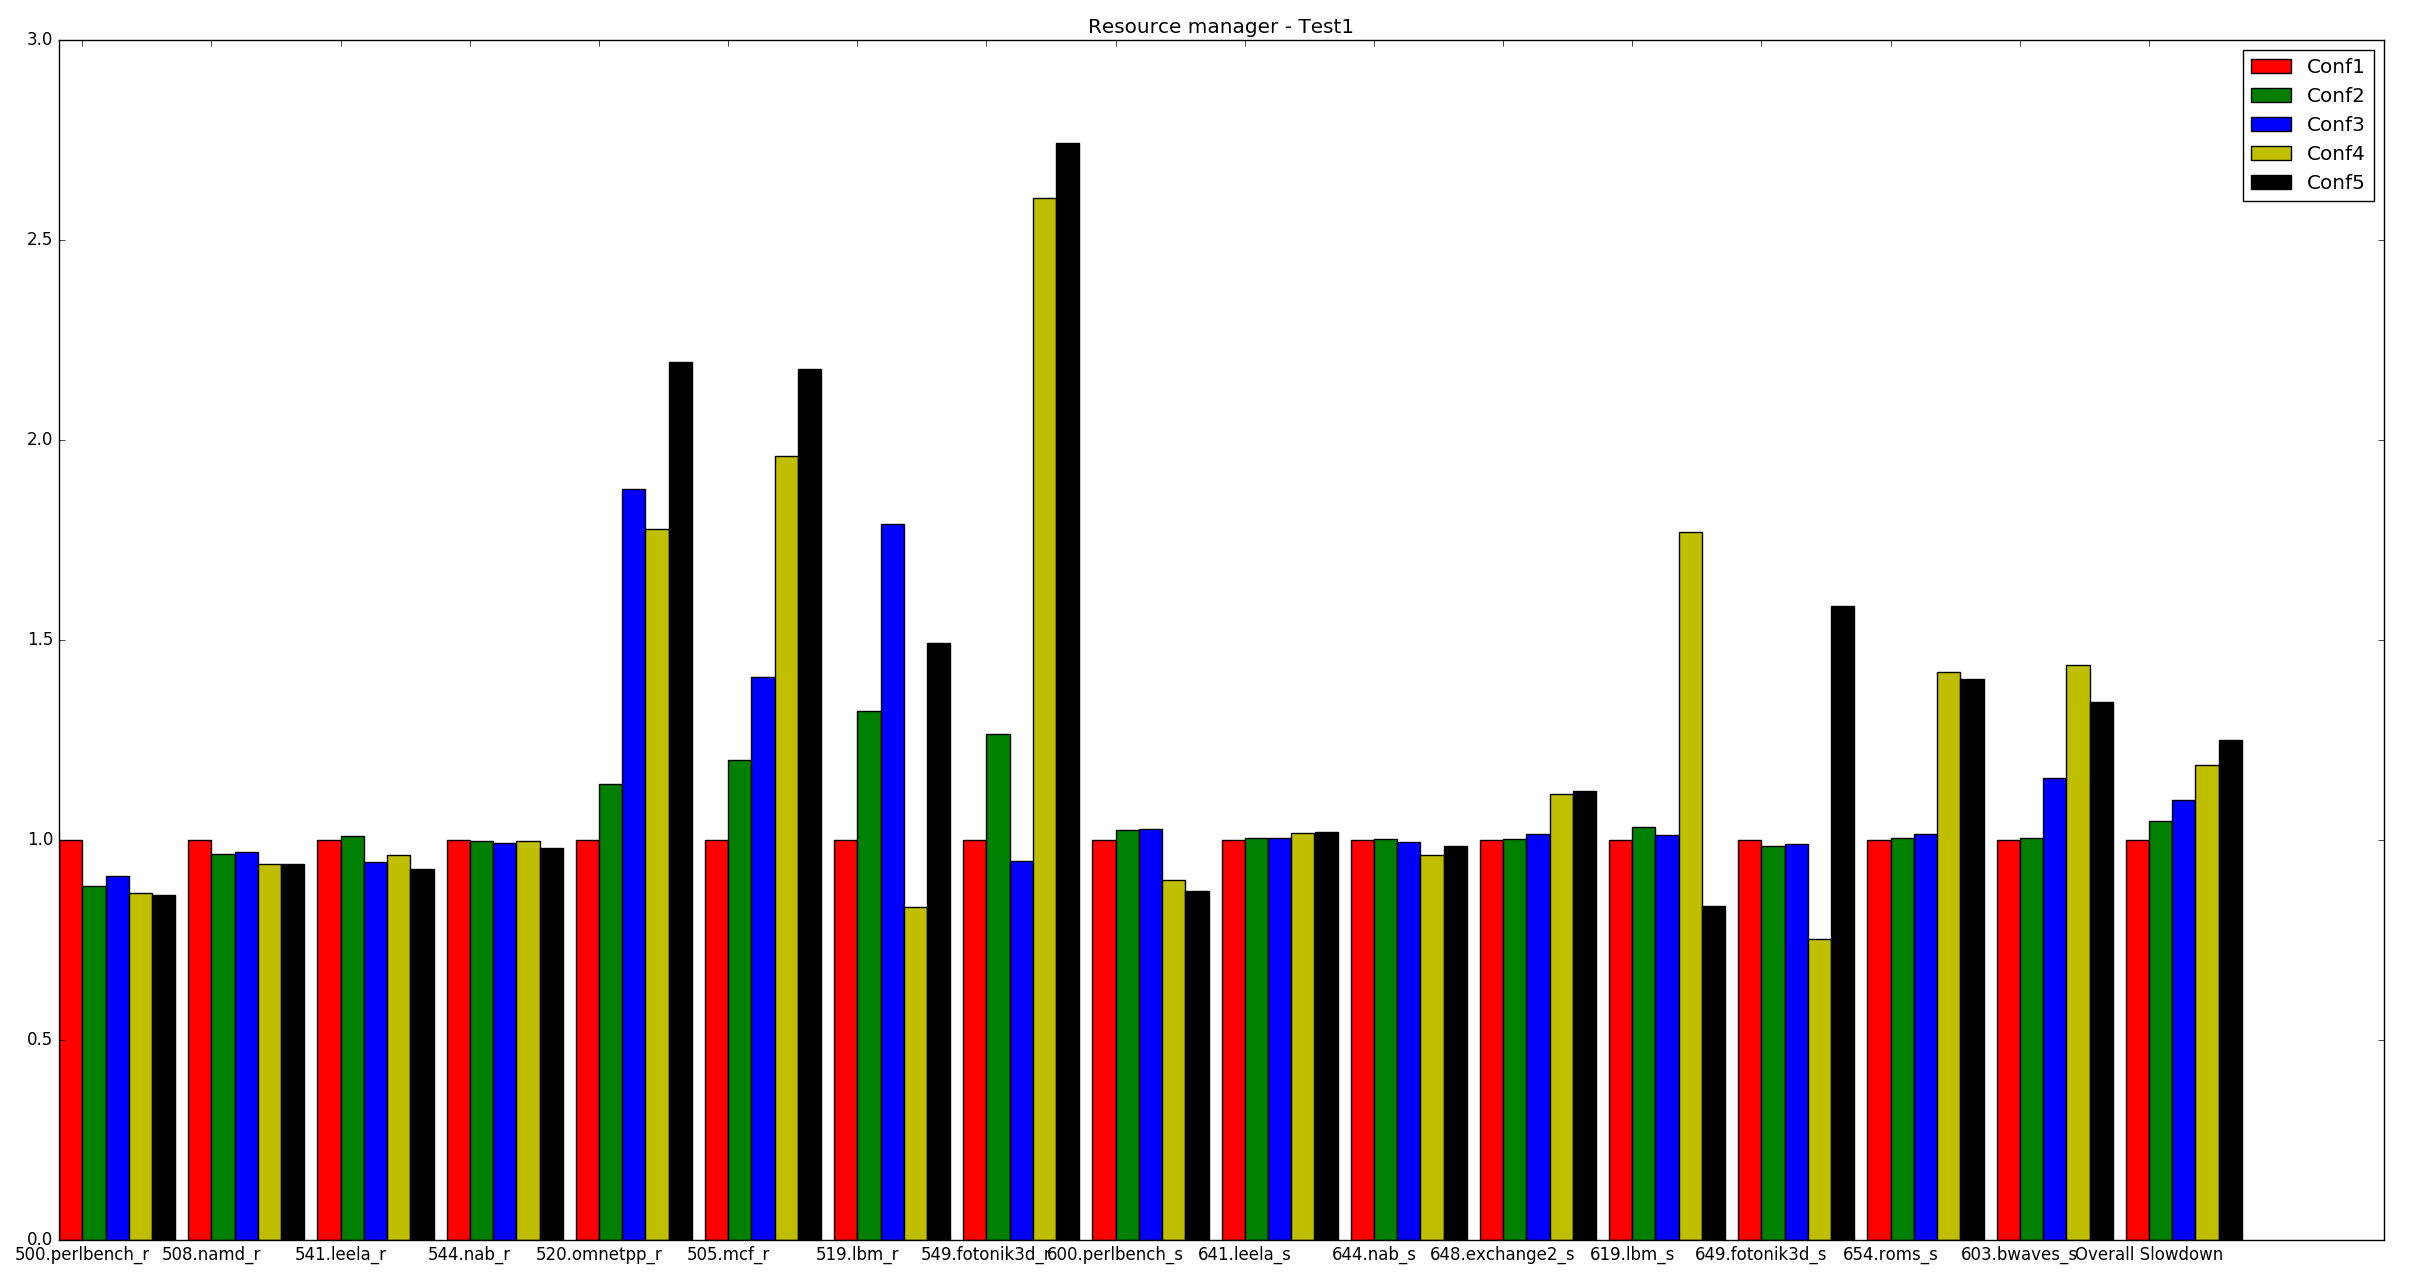 Resource manager - Test1
3.0
2.5
2.0
1.5
1.0
0.5
0.0
Conf1
Conf2
Conf3
Conf4
Conf5
500.perlbench_r 508.namd_r 541.leela_r 544.nab_r 520.omnetpp_r 505.mcf_r 519.lbm_r 549.fotonik3d_r 600.perlbench_s 641.leela_s 644.nab_s 648.exchange2_s 619.lbm_s 649.fotonik3d_s 654.roms_s 603.bwaves_s Overall Slowdown